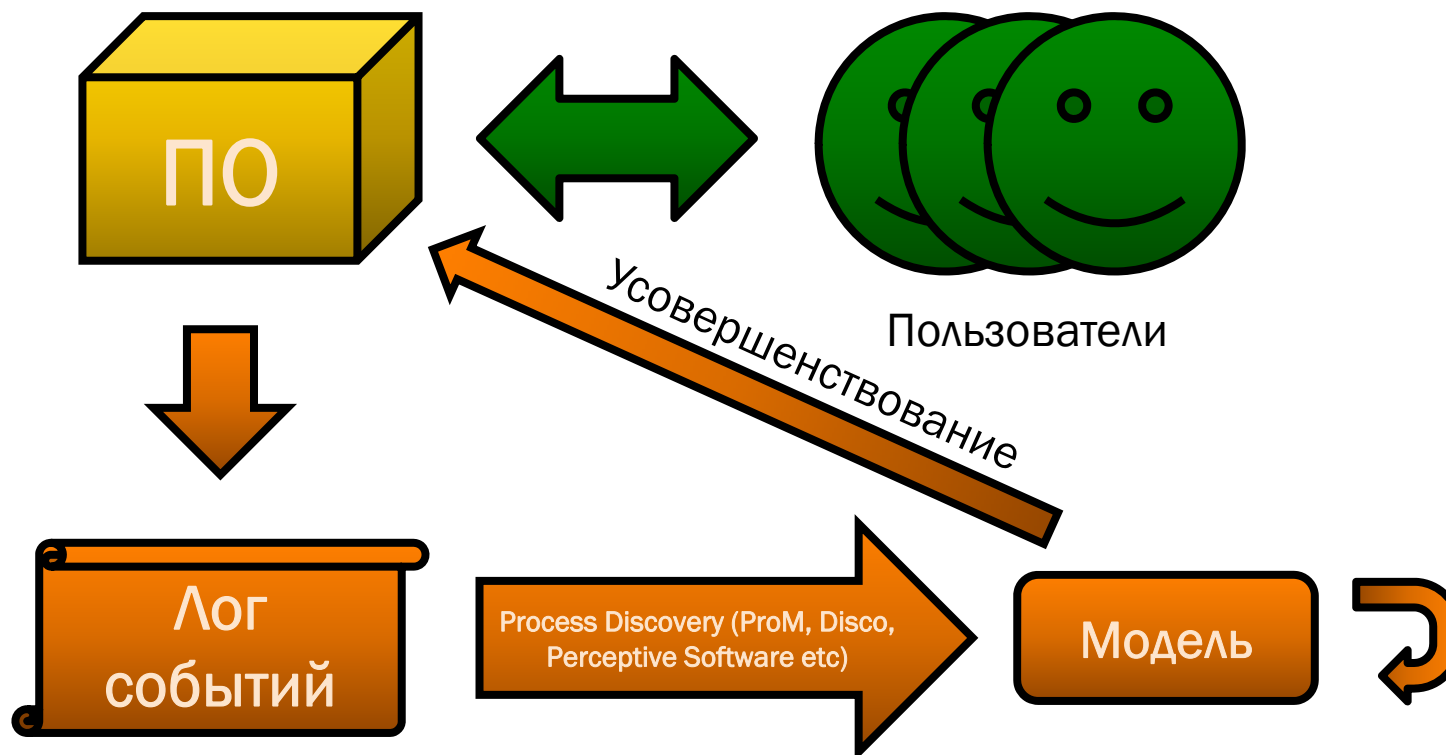 ПО
Пользователи
Усовершенствование
Лог
событий
Process Discovery (ProM, Disco,
Perceptive Software etc)
Модель